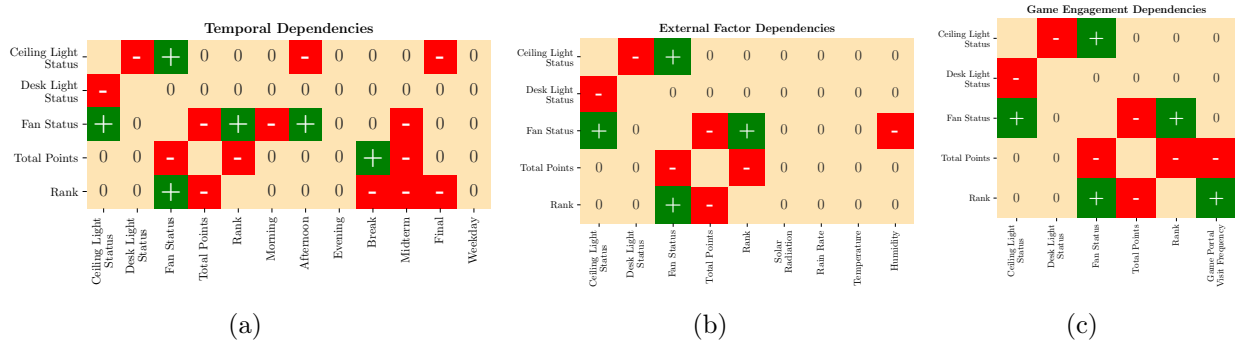 Temporal Dependencies
Ceiling Light
Status
- + 0 0 0 - 0 0 0 - 0
Desk Light
Status
- 0 0 0 0 0 0 0 0 0 0
Fan Status
+ 0 - + - + 0 0 - 0 0
Total Points
0 0 - - 0 0 0 + - 0 0
Rank
0 0 + - 0 0 0 - - - 0
Ceiling Light
Status
Desk Light
Status
Fan Status
Total Points
Rank
Morning
Afternoon
Evening
Break
Midterm
Final
Weekday
(a)
External Factor Dependencies
Ceiling Light
Status
- + 0 0 0 0 0 0
Desk Light
Status
- 0 0 0 0 0 0 0
Fan Status
+ 0 - + 0 0 0 -
Total Points
0 0 - - 0 0 0 0
Rank
0 0 + - 0 0 0 0
Ceiling Light
Status
Desk Light
Status
Fan Status
Total Points
Rank
Solar
Radiation
Rain Rate
Temperature
Humidity
(b)
Game Engagement Dependencies
Ceiling Light
Status
- + 0 0 0
Desk Light
Status
- 0 0 0 0
Fan Status
+ 0 - + 0
Total Points
0 0 - - -
Rank
0 0 + - +
Ceiling Light
Status
Desk Light
Status
Fan Status
Total Points
Rank
Game Portal
Visit Frequency
(c)